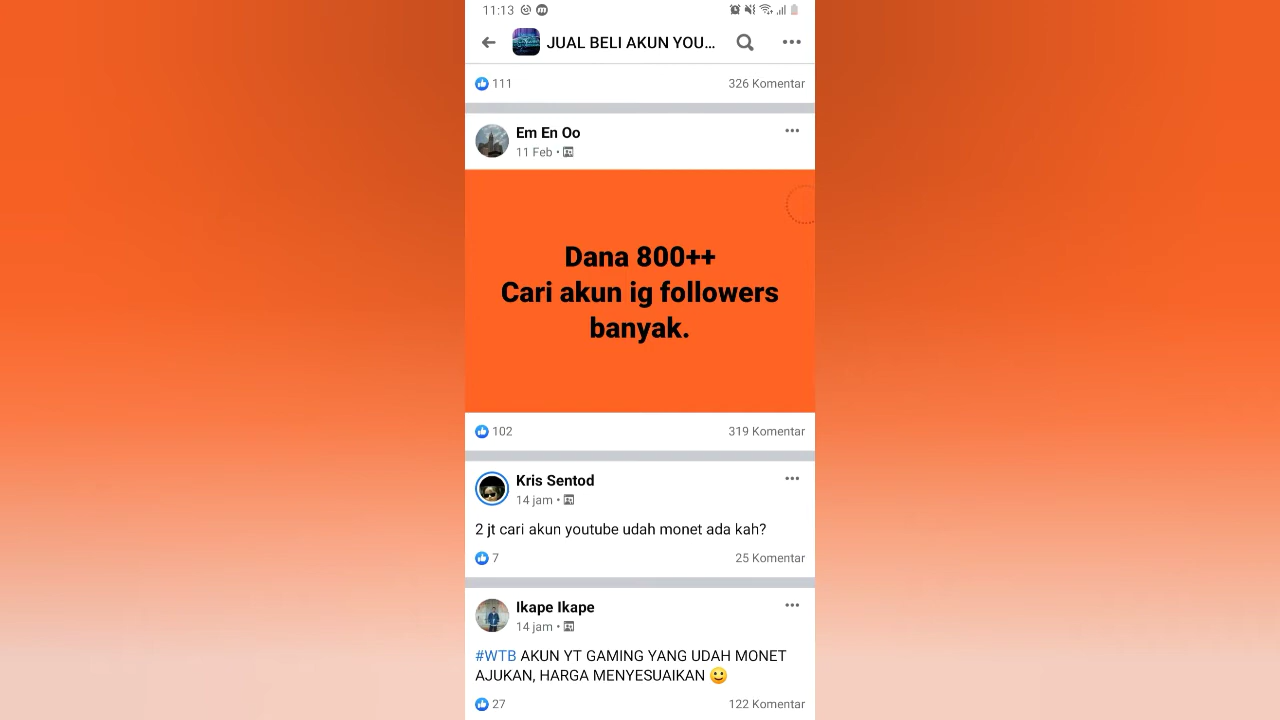 11:13
JUAL BELI AKUN YOU...
111 326 Komentar
Em En Oo
11 Feb •
Dana 800++
Cari akun ig followers
banyak.
102 319 Komentar
Kris Sentod
14 jam •
2 jt cari akun youtube udah monet ada kah?
7 25 Komentar
Ikape Ikape
14 jam •
#WTB AKUN YT GAMING YANG UDAH MONET
AJUKAN, HARGA MENYESUAIKAN 🙂
27 122 Komentar